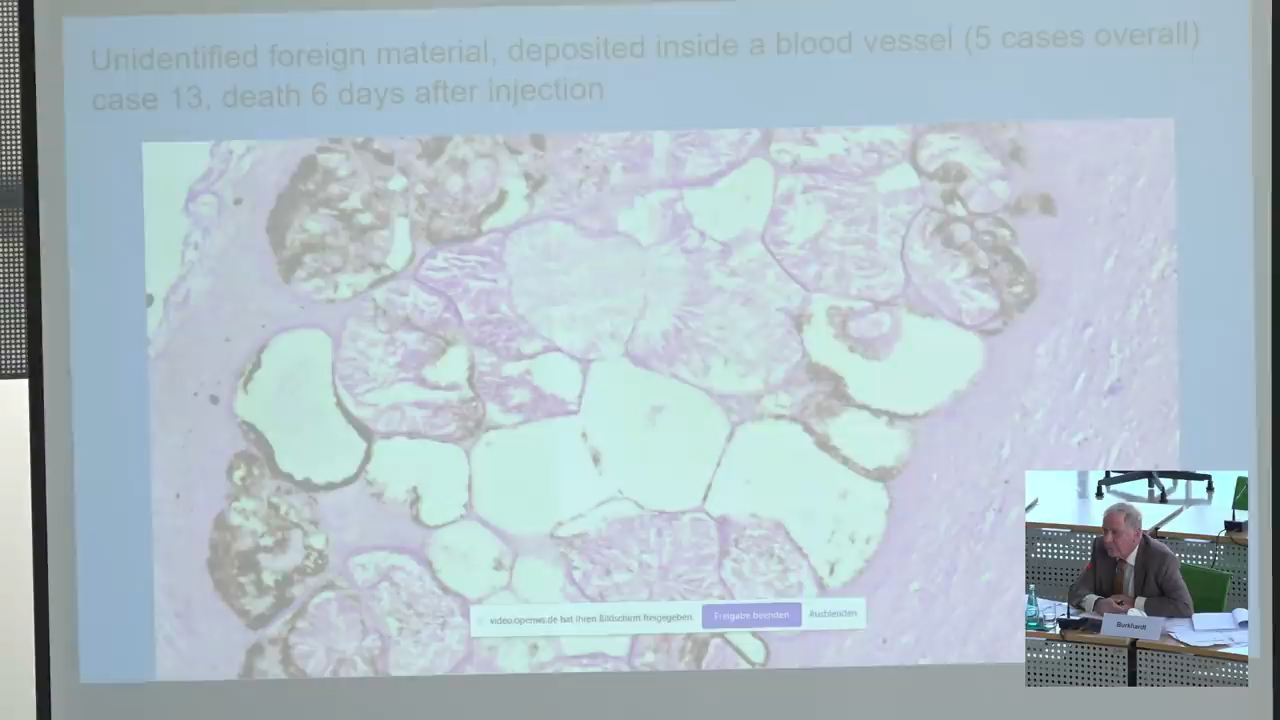 Unidentified foreign material, deposited inside a blood vessel (5 cases overall)
case 13, death 6 days after injection
video.openws.de hat Ihren Bildschirm freigegeben.
Freigabe beenden
Ausblenden
Burkhardt